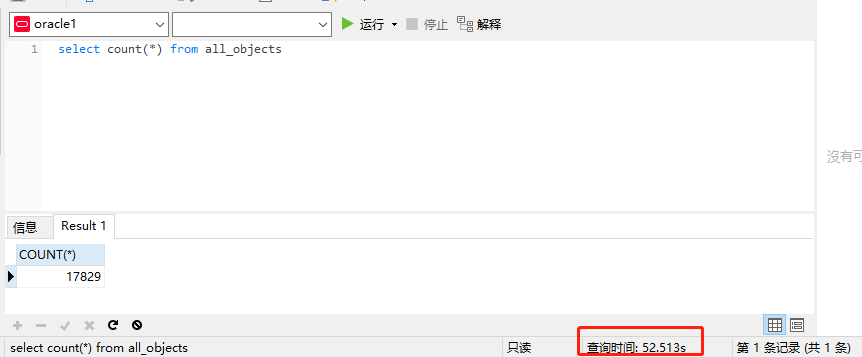 oracle1 运行 停止 解释
1 select count(*) from all_objects
沒有可
信息 Result 1
COUNT(*)
17829
select count(*) from all_objects 只读 查询时间: 52.513s 第 1 条记录 (共 1 条)